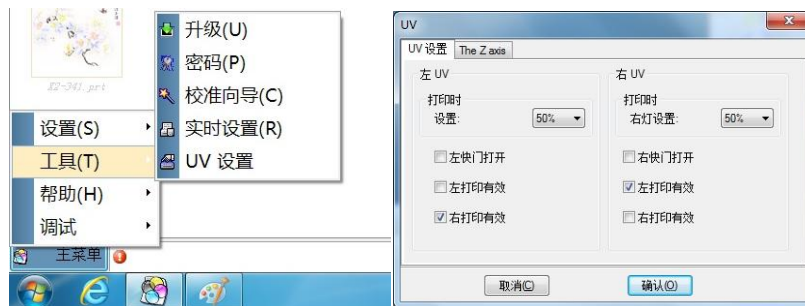 X2-341.prt
设置(S)
工具(T)
帮助(H)
调试
主菜单
升级(U)
密码(P)
校准向导(C)
实时设置(R)
UV 设置
UV
UV 设置 The Z axis
左 UV
打印时
设置: 50%
左快门打开
左打印有效
右打印有效
右 UV
打印时
右灯设置: 50%
右快门打开
左打印有效
右打印有效
取消(C) 确认(O)